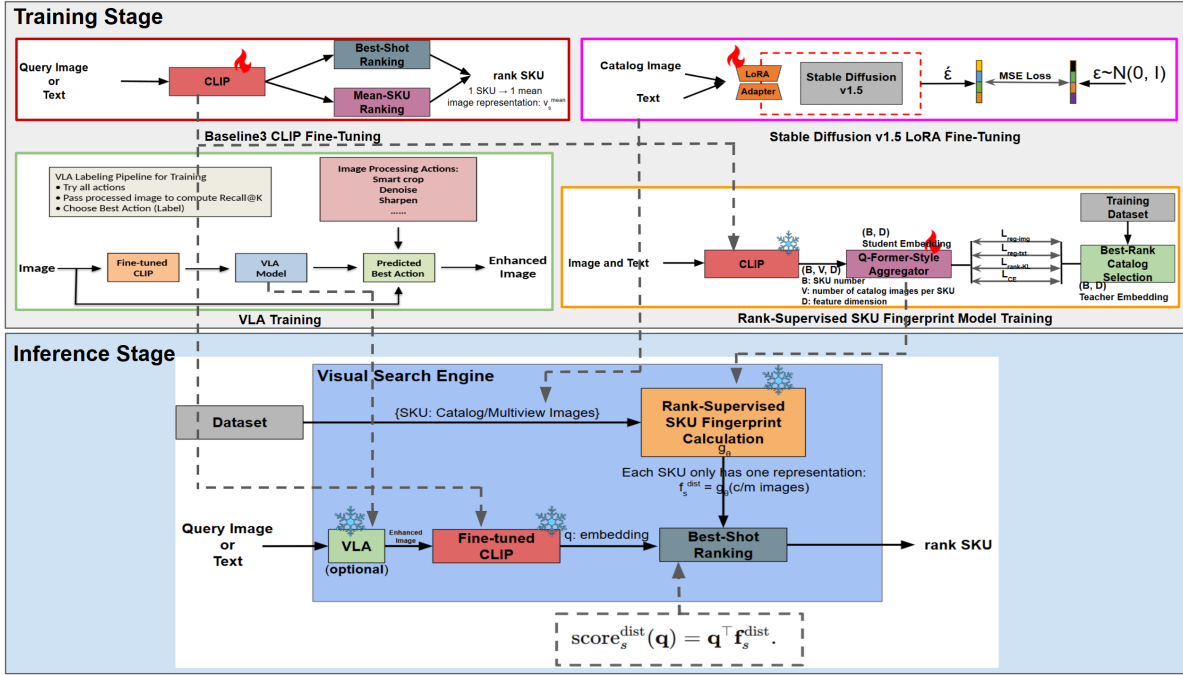 Training Stage
Query Image
or
Text
CLIP
Best-Shot
Ranking
Mean-SKU
Ranking
rank SKU
1 SKU → 1 mean
image representation: v_s^mean
Baseline3 CLIP Fine-Tuning
Catalog Image
Text
LoRA
Adapter
Stable Diffusion
v1.5
έ
MSE Loss
ε~N(0, I)
Stable Diffusion v1.5 LoRA Fine-Tuning
VLA Labeling Pipeline for Training
• Try all actions
• Pass processed image to compute Recall@K
• Choose Best Action (Label)
Image Processing Actions:
Smart crop
Denoise
Sharpen
......
Image
Fine-tuned
CLIP
VLA
Model
Predicted
Best Action
Enhanced
Image
VLA Training
Image and Text
CLIP
(B, V, D)
B: SKU number
V: number of catalog images per SKU
D: feature dimension
(B, D)
Student Embedding
Q-Former-Style
Aggregator
L_reg-img
L_reg-txt
L_rank-KL
L_CE
Training
Dataset
Best-Rank
Catalog
Selection
(B, D)
Teacher Embedding
Rank-Supervised SKU Fingerprint Model Training
Inference Stage
Visual Search Engine
Dataset
{SKU: Catalog/Multiview Images}
Rank-Supervised
SKU Fingerprint
Calculation
g_θ
Each SKU only has one representation:
f_s^dist = g_θ(c/m images)
Query Image
or
Text
VLA
(optional)
Enhanced
Image
Fine-tuned
CLIP
q: embedding
Best-Shot
Ranking
rank SKU
score_s^dist(q) = q^⊤ f_s^dist.